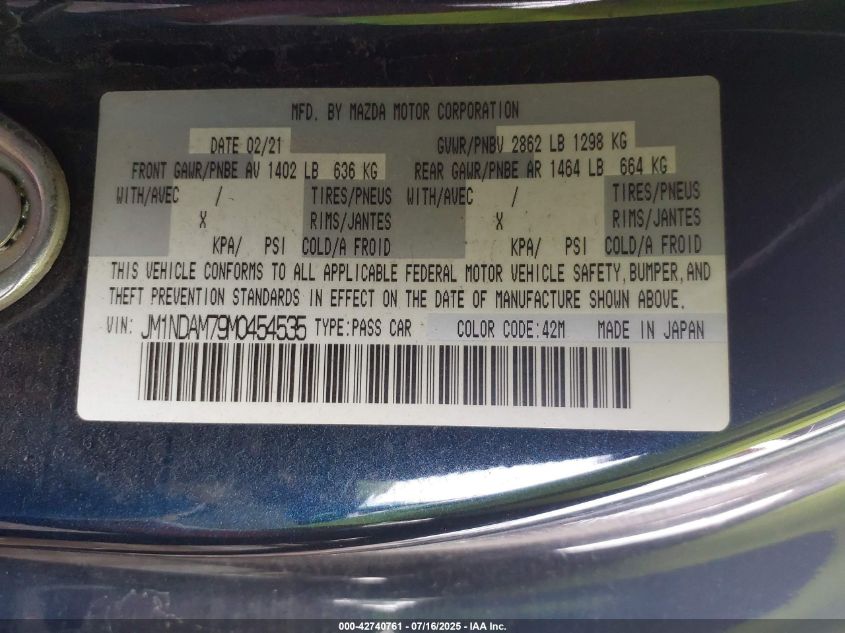 MFD. BY MAZDA MOTOR CORPORATION
DATE 02/21 GVWR/PNBV 2862 LB 1298 KG
FRONT GAWR/PNBE AV 1402 LB 636 KG REAR GAWR/PNBE AR 1464 LB 664 KG
WITH/AVEC / TIRES/PNEUS WITH/AVEC / TIRES/PNEUS
X RIMS/JANTES X RIMS/JANTES
KPA/ PSI COLD/A FROID KPA/ PSI COLD/A FROID
THIS VEHICLE CONFORMS TO ALL APPLICABLE FEDERAL MOTOR VEHICLE SAFETY, BUMPER, AND
THEFT PREVENTION STANDARDS IN EFFECT ON THE DATE OF MANUFACTURE SHOWN ABOVE.
VIN: JM1NDAM79M0454535 TYPE:PASS CAR COLOR CODE:42M MADE IN JAPAN
000-42740761 - 07/16/2025 - IAA Inc.